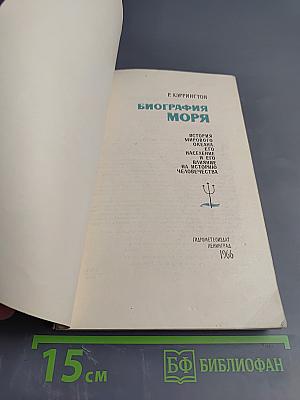 Р. КЭРРИНГТОН
БИОГРАФИЯ
МОРЯ
ИСТОРИЯ
МИРОВОГО
ОКЕАНА,
ЕГО
НАСЕЛЕНИЕ
И ЕГО
ВЛИЯНИЕ
НА ИСТОРИЮ
ЧЕЛОВЕЧЕСТВА
ГИДРОМЕТЕОИЗДАТ
ЛЕНИНГРАД
1966
15 см
БФ БИБЛИОФАН